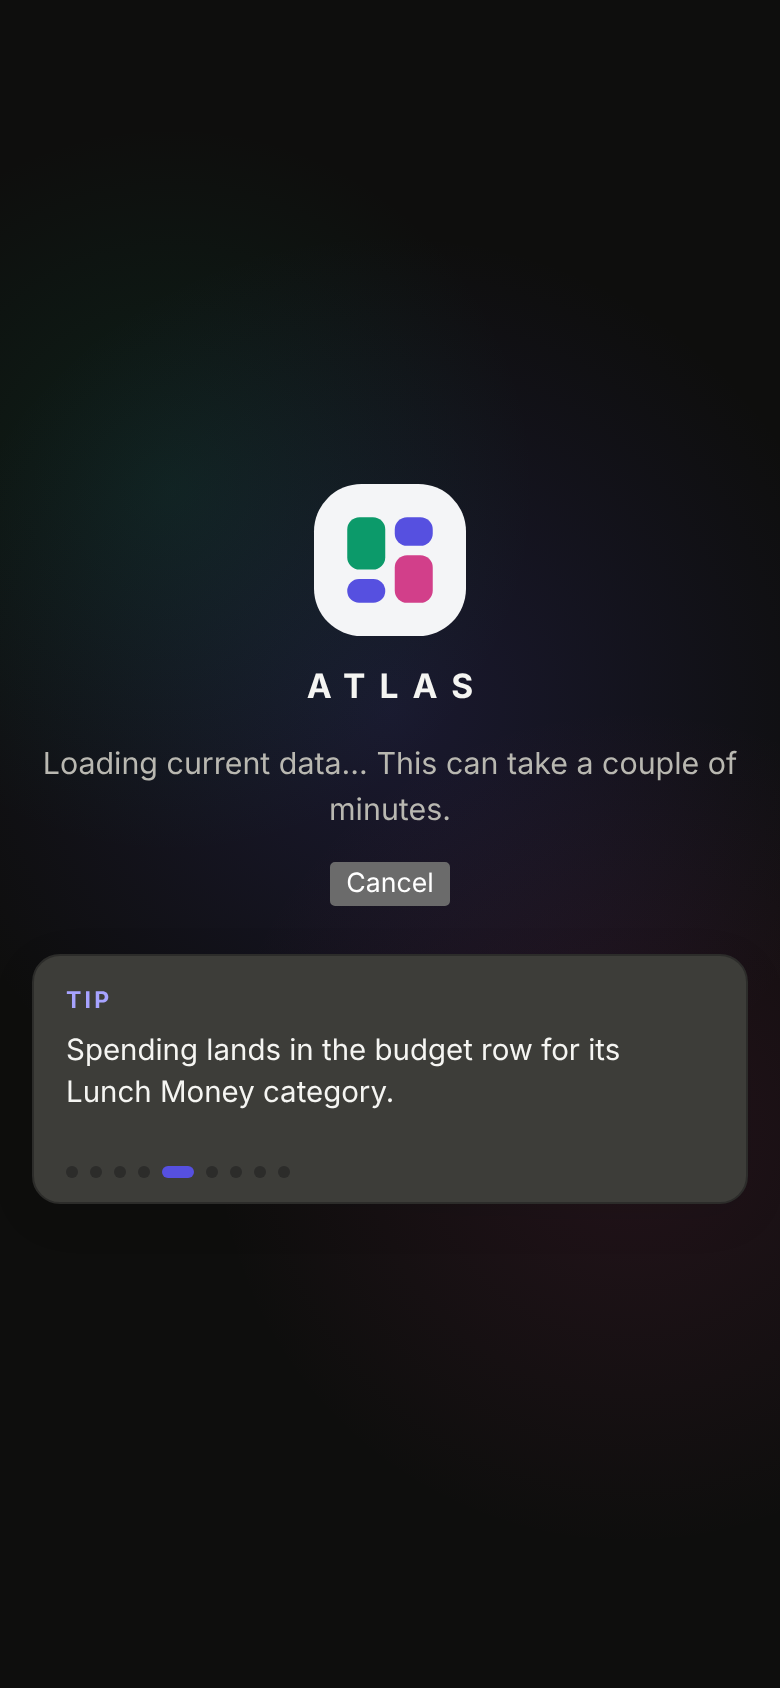 ATLAS
Loading current data... This can take a couple of
minutes.
Cancel
TIP
Spending lands in the budget row for its
Lunch Money category.